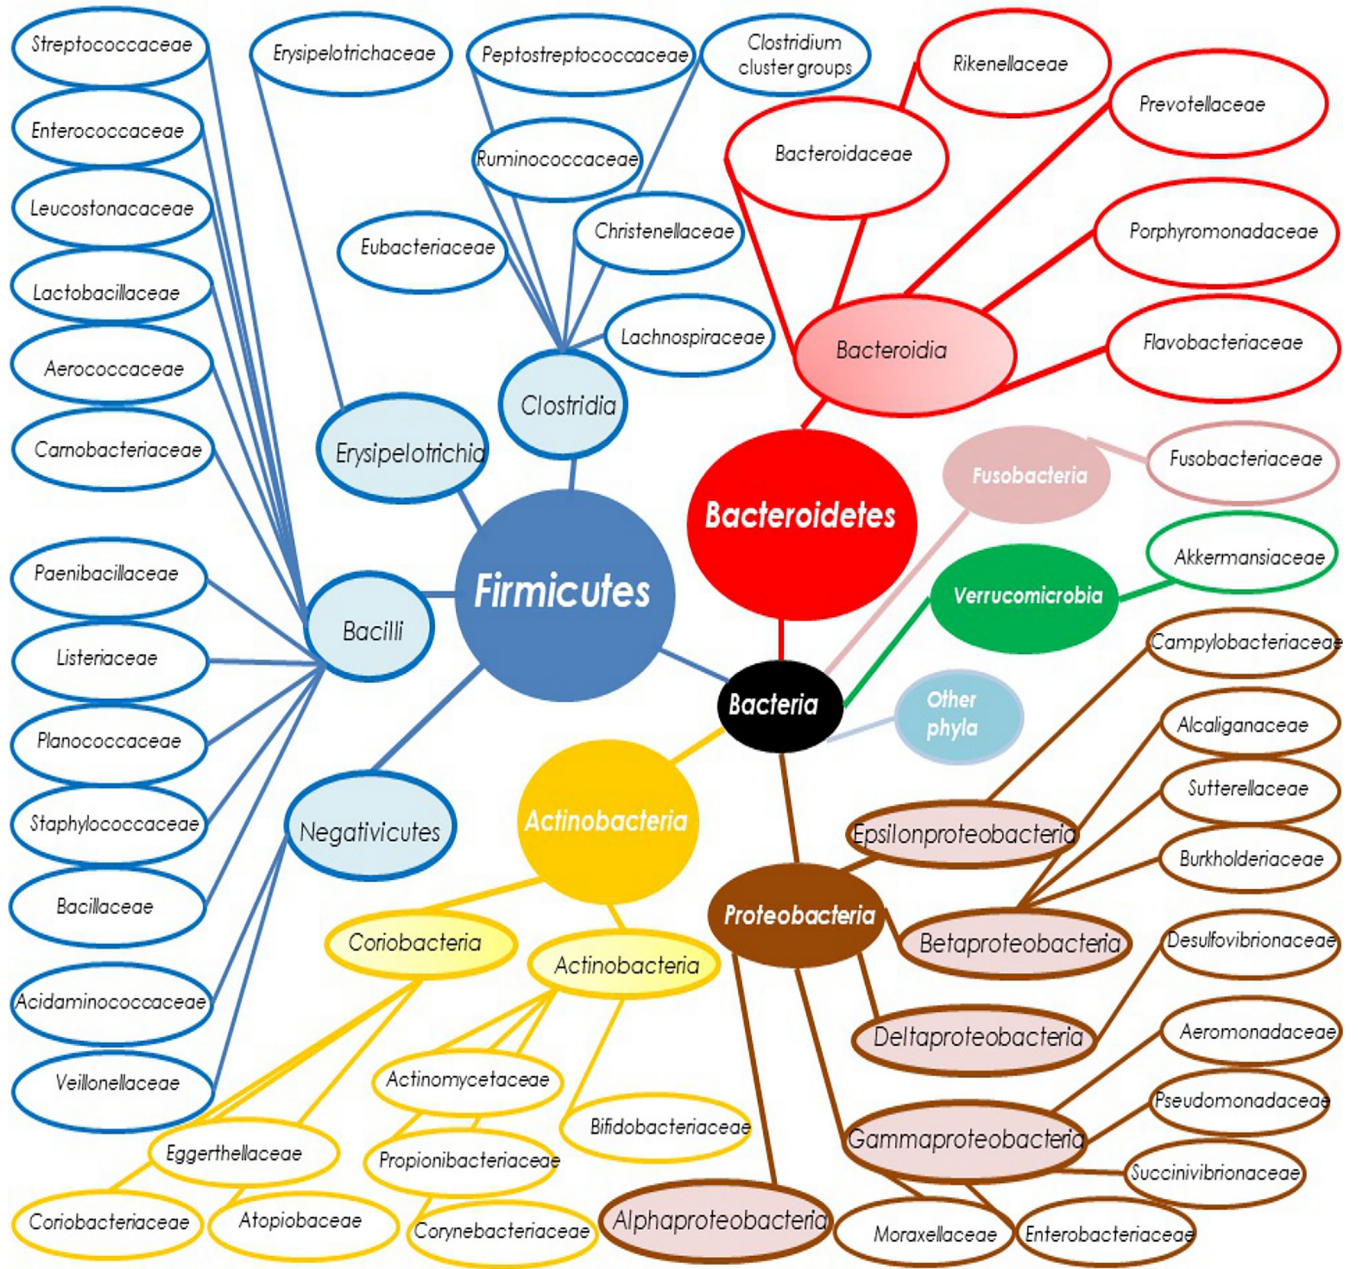 Streptococcaceae
Erysipelotrichaceae
Peptostreptococcaceae
Clostridium
cluster groups
Rikenellaceae
Prevotellaceae
Enterococcaceae
Ruminococcaceae
Bacteroidaceae
Leucostonacaceae
Eubacteriaceae
Christenellaceae
Porphyromonadaceae
Lactobacillaceae
Lachnospiraceae
Bacteroidia
Flavobacteriaceae
Aerococcaceae
Clostridia
Carnobacteriaceae
Erysipelotrichia
Fusobacteria
Fusobacteriaceae
Bacteroidetes
Akkermansiaceae
Paenibacillaceae
Firmicutes
Verrucomicrobia
Bacilli
Campylobacteriaceae
Listeriaceae
Bacteria
Other
phyla
Alcaliganaceae
Planococcaceae
Sutterellaceae
Staphylococcaceae
Negativicutes
Actinobacteria
Epsilonproteobacteria
Burkholderiaceae
Bacillaceae
Proteobacteria
Coriobacteria
Actinobacteria
Betaproteobacteria
Desulfovibrionaceae
Acidaminococcaceae
Deltaproteobacteria
Aeromonadaceae
Veillonellaceae
Actinomycetaceae
Pseudomonadaceae
Bifidobacteriaceae
Gammaproteobacteria
Eggerthellaceae
Propionibacteriaceae
Succinivibrionaceae
Coriobacteriaceae
Atopiobaceae
Corynebacteriaceae
Alphaproteobacteria
Moraxellaceae
Enterobacteriaceae